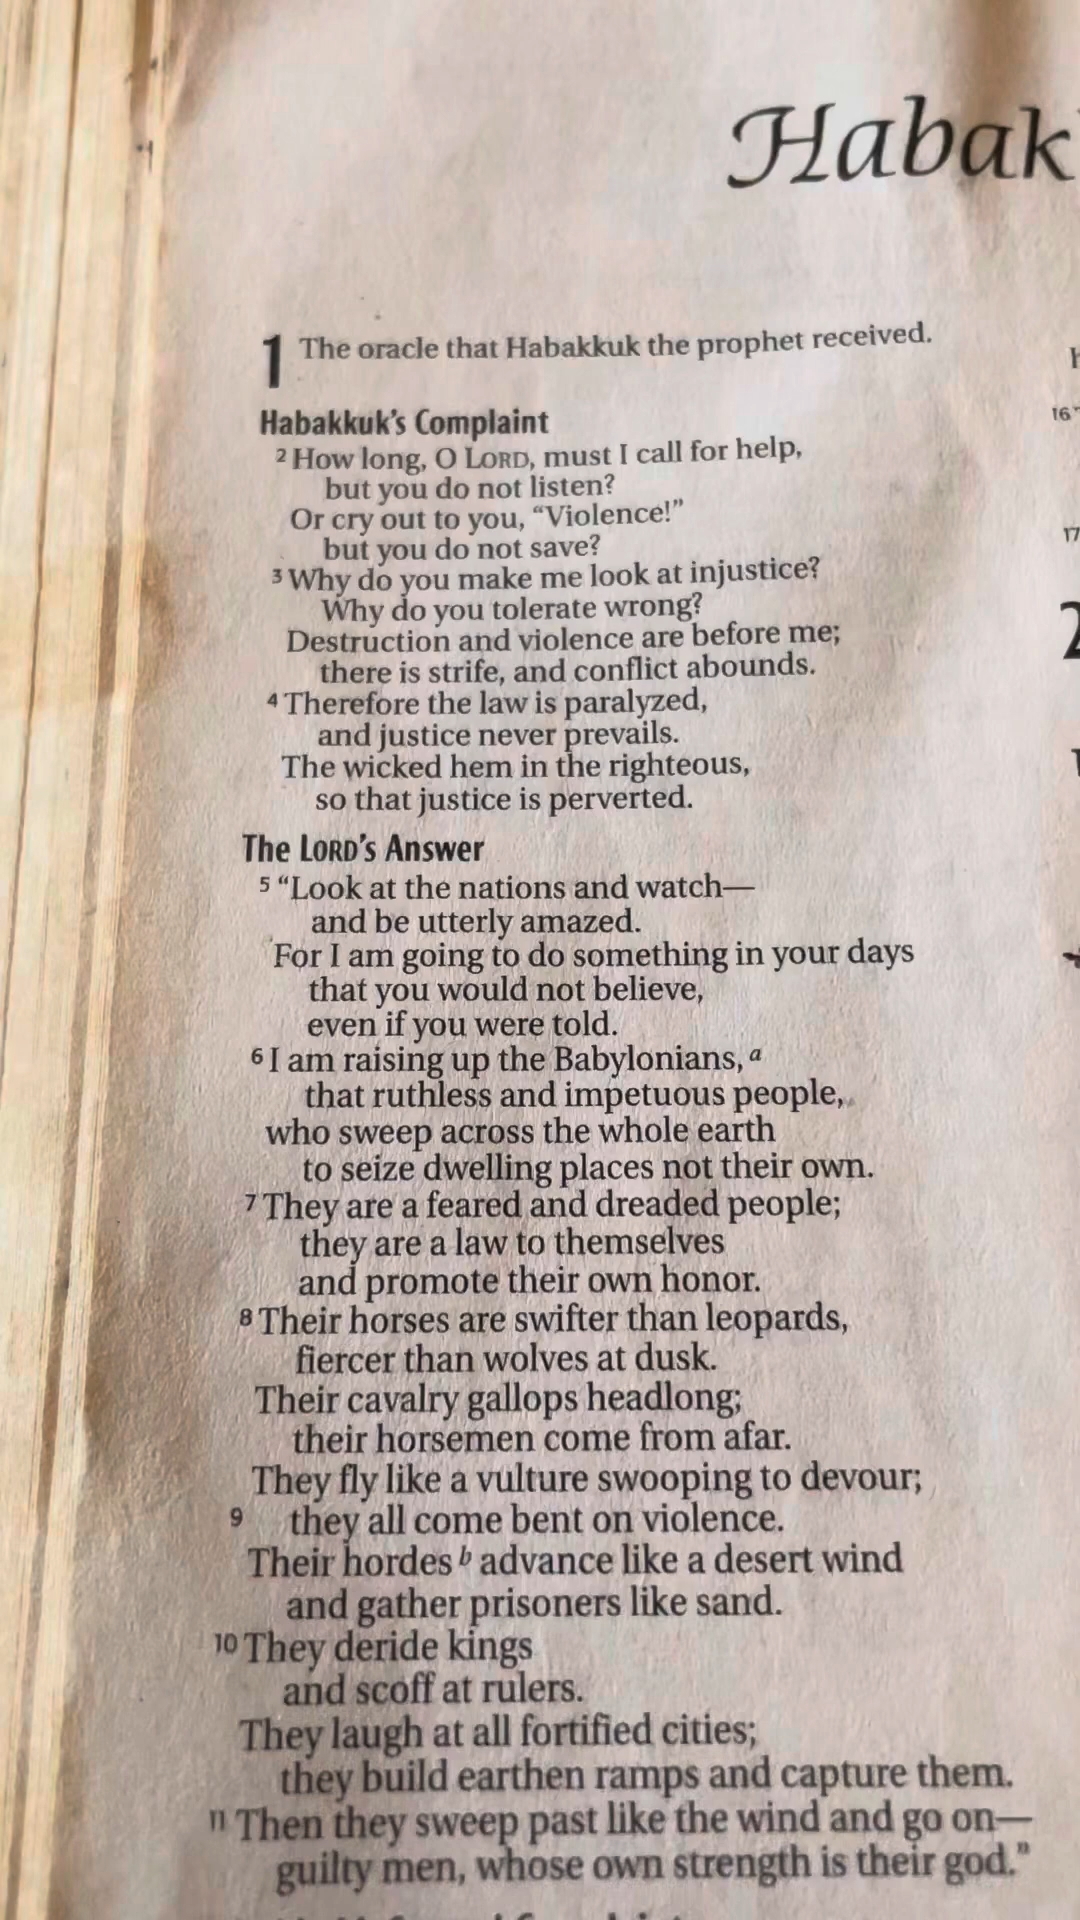 Habak
1 The oracle that Habakkuk the prophet received.
Habakkuk's Complaint
2 How long, O LORD, must I call for help,
but you do not listen?
Or cry out to you, “Violence!”
but you do not save?
3 Why do you make me look at injustice?
Why do you tolerate wrong?
Destruction and violence are before me;
there is strife, and conflict abounds.
4 Therefore the law is paralyzed,
and justice never prevails.
The wicked hem in the righteous,
so that justice is perverted.
The LORD's Answer
5 “Look at the nations and watch—
and be utterly amazed.
For I am going to do something in your days
that you would not believe,
even if you were told.
6 I am raising up the Babylonians, a
that ruthless and impetuous people,
who sweep across the whole earth
to seize dwelling places not their own.
7 They are a feared and dreaded people;
they are a law to themselves
and promote their own honor.
8 Their horses are swifter than leopards,
fiercer than wolves at dusk.
Their cavalry gallops headlong;
their horsemen come from afar.
They fly like a vulture swooping to devour;
9 they all come bent on violence.
Their hordes b advance like a desert wind
and gather prisoners like sand.
10 They deride kings
and scoff at rulers.
They laugh at all fortified cities;
they build earthen ramps and capture them.
11 Then they sweep past like the wind and go on—
guilty men, whose own strength is their god.”
16
17
2